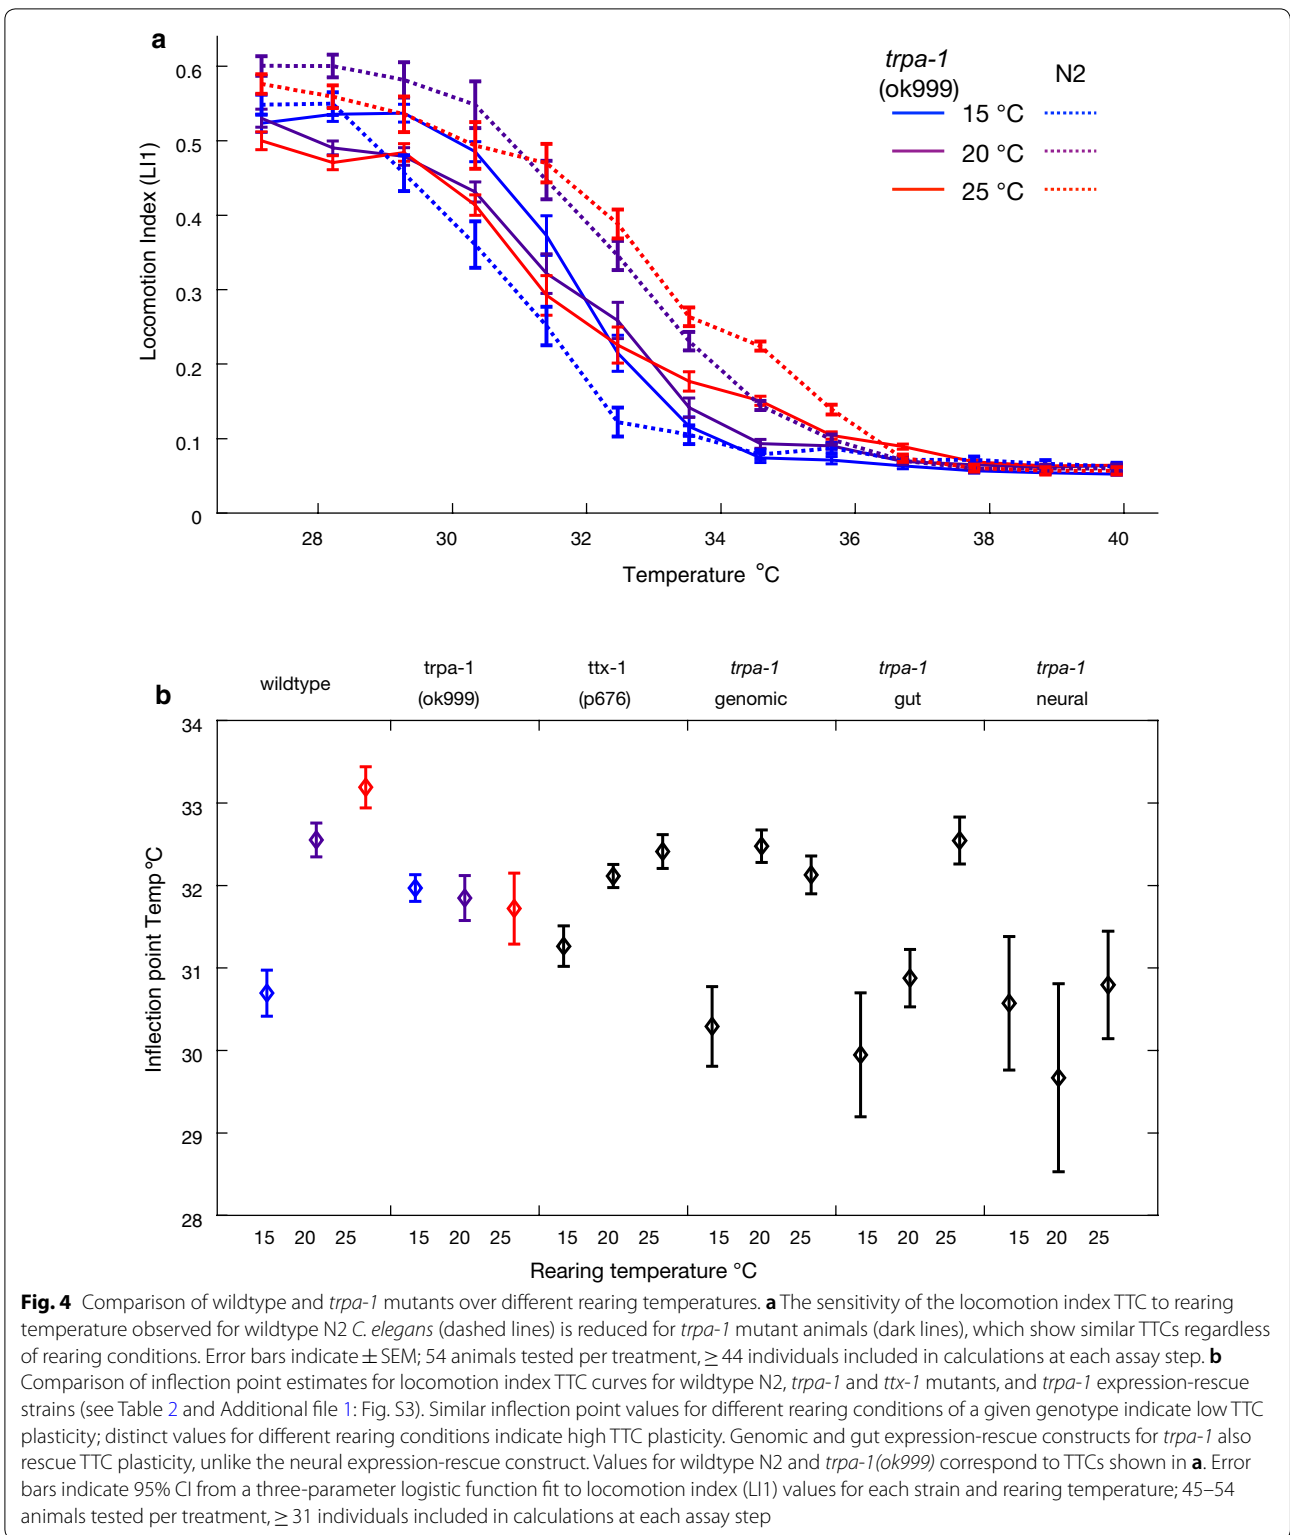 a
trpa-1
(ok999)
N2
15 °C
20 °C
25 °C
0.6
0.5
0.4
0.3
0.2
0.1
0
Locomotion Index (LI1)
28 30 32 34 36 38 40
Temperature °C
b
wildtype
trpa-1
(ok999)
ttx-1
(p676)
trpa-1
genomic
trpa-1
gut
trpa-1
neural
34
33
32
31
30
29
28
Inflection point Temp °C
15 20 25 15 20 25 15 20 25 15 20 25 15 20 25 15 20 25
Rearing temperature °C
Fig. 4 Comparison of wildtype and trpa-1 mutants over different rearing temperatures. a The sensitivity of the locomotion index TTC to rearing
temperature observed for wildtype N2 C. elegans (dashed lines) is reduced for trpa-1 mutant animals (dark lines), which show similar TTCs regardless
of rearing conditions. Error bars indicate ± SEM; 54 animals tested per treatment, ≥ 44 individuals included in calculations at each assay step. b
Comparison of inflection point estimates for locomotion index TTC curves for wildtype N2, trpa-1 and ttx-1 mutants, and trpa-1 expression-rescue
strains (see Table 2 and Additional file 1: Fig. S3). Similar inflection point values for different rearing conditions of a given genotype indicate low TTC
plasticity; distinct values for different rearing conditions indicate high TTC plasticity. Genomic and gut expression-rescue constructs for trpa-1 also
rescue TTC plasticity, unlike the neural expression-rescue construct. Values for wildtype N2 and trpa-1(ok999) correspond to TTCs shown in a. Error
bars indicate 95% CI from a three-parameter logistic function fit to locomotion index (LI1) values for each strain and rearing temperature; 45–54
animals tested per treatment, ≥ 31 individuals included in calculations at each assay step